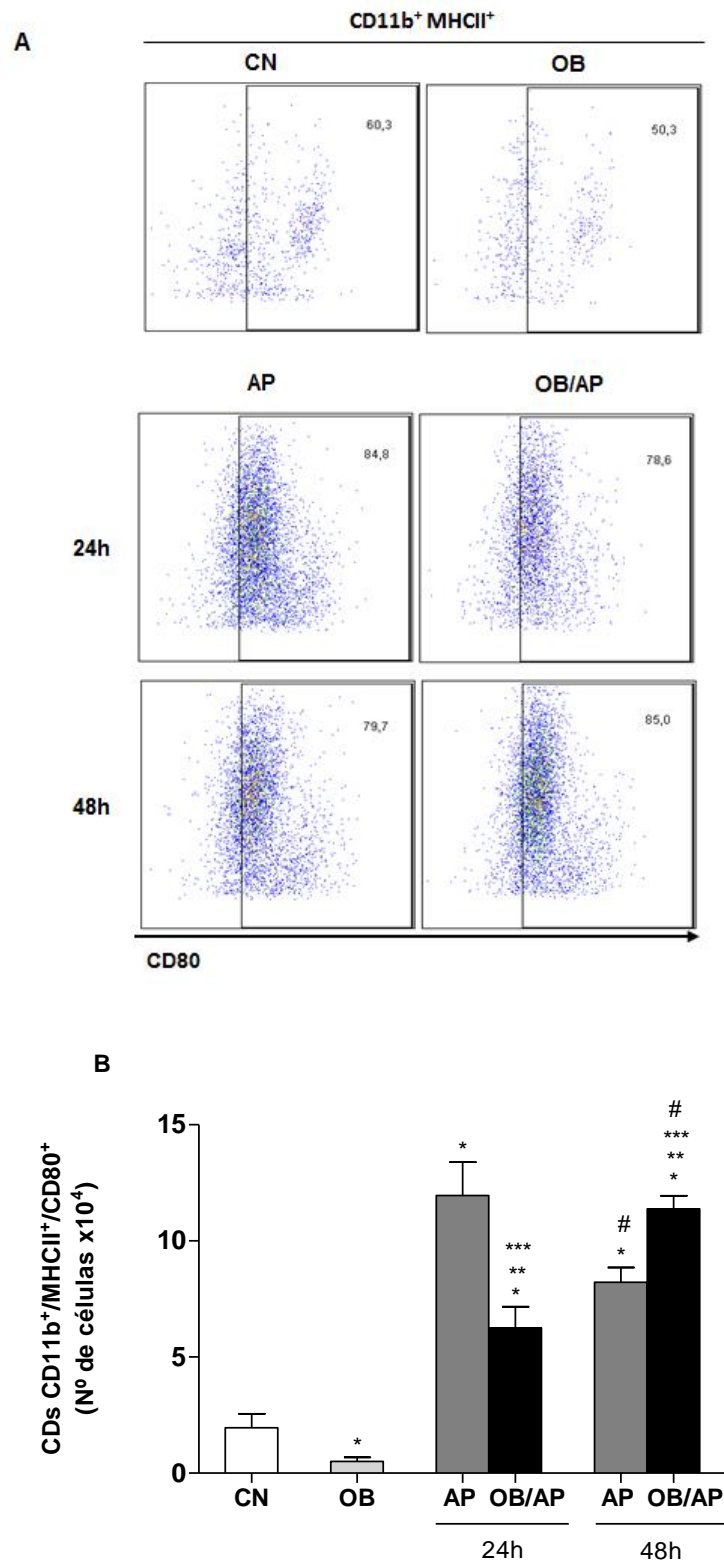 A
CD11b⁺ MHCII⁺
CN OB
60,3 50,3
AP OB/AP
24h
84,8 78,6
48h
79,7 85,0
CD80
B
CDs CD11b⁺/MHCII⁺/CD80⁺
(Nº de células x10⁴)
15
10
5
0
*
*
***
**
*
#
*
#
***
**
*
CN OB AP OB/AP AP OB/AP
24h 48h